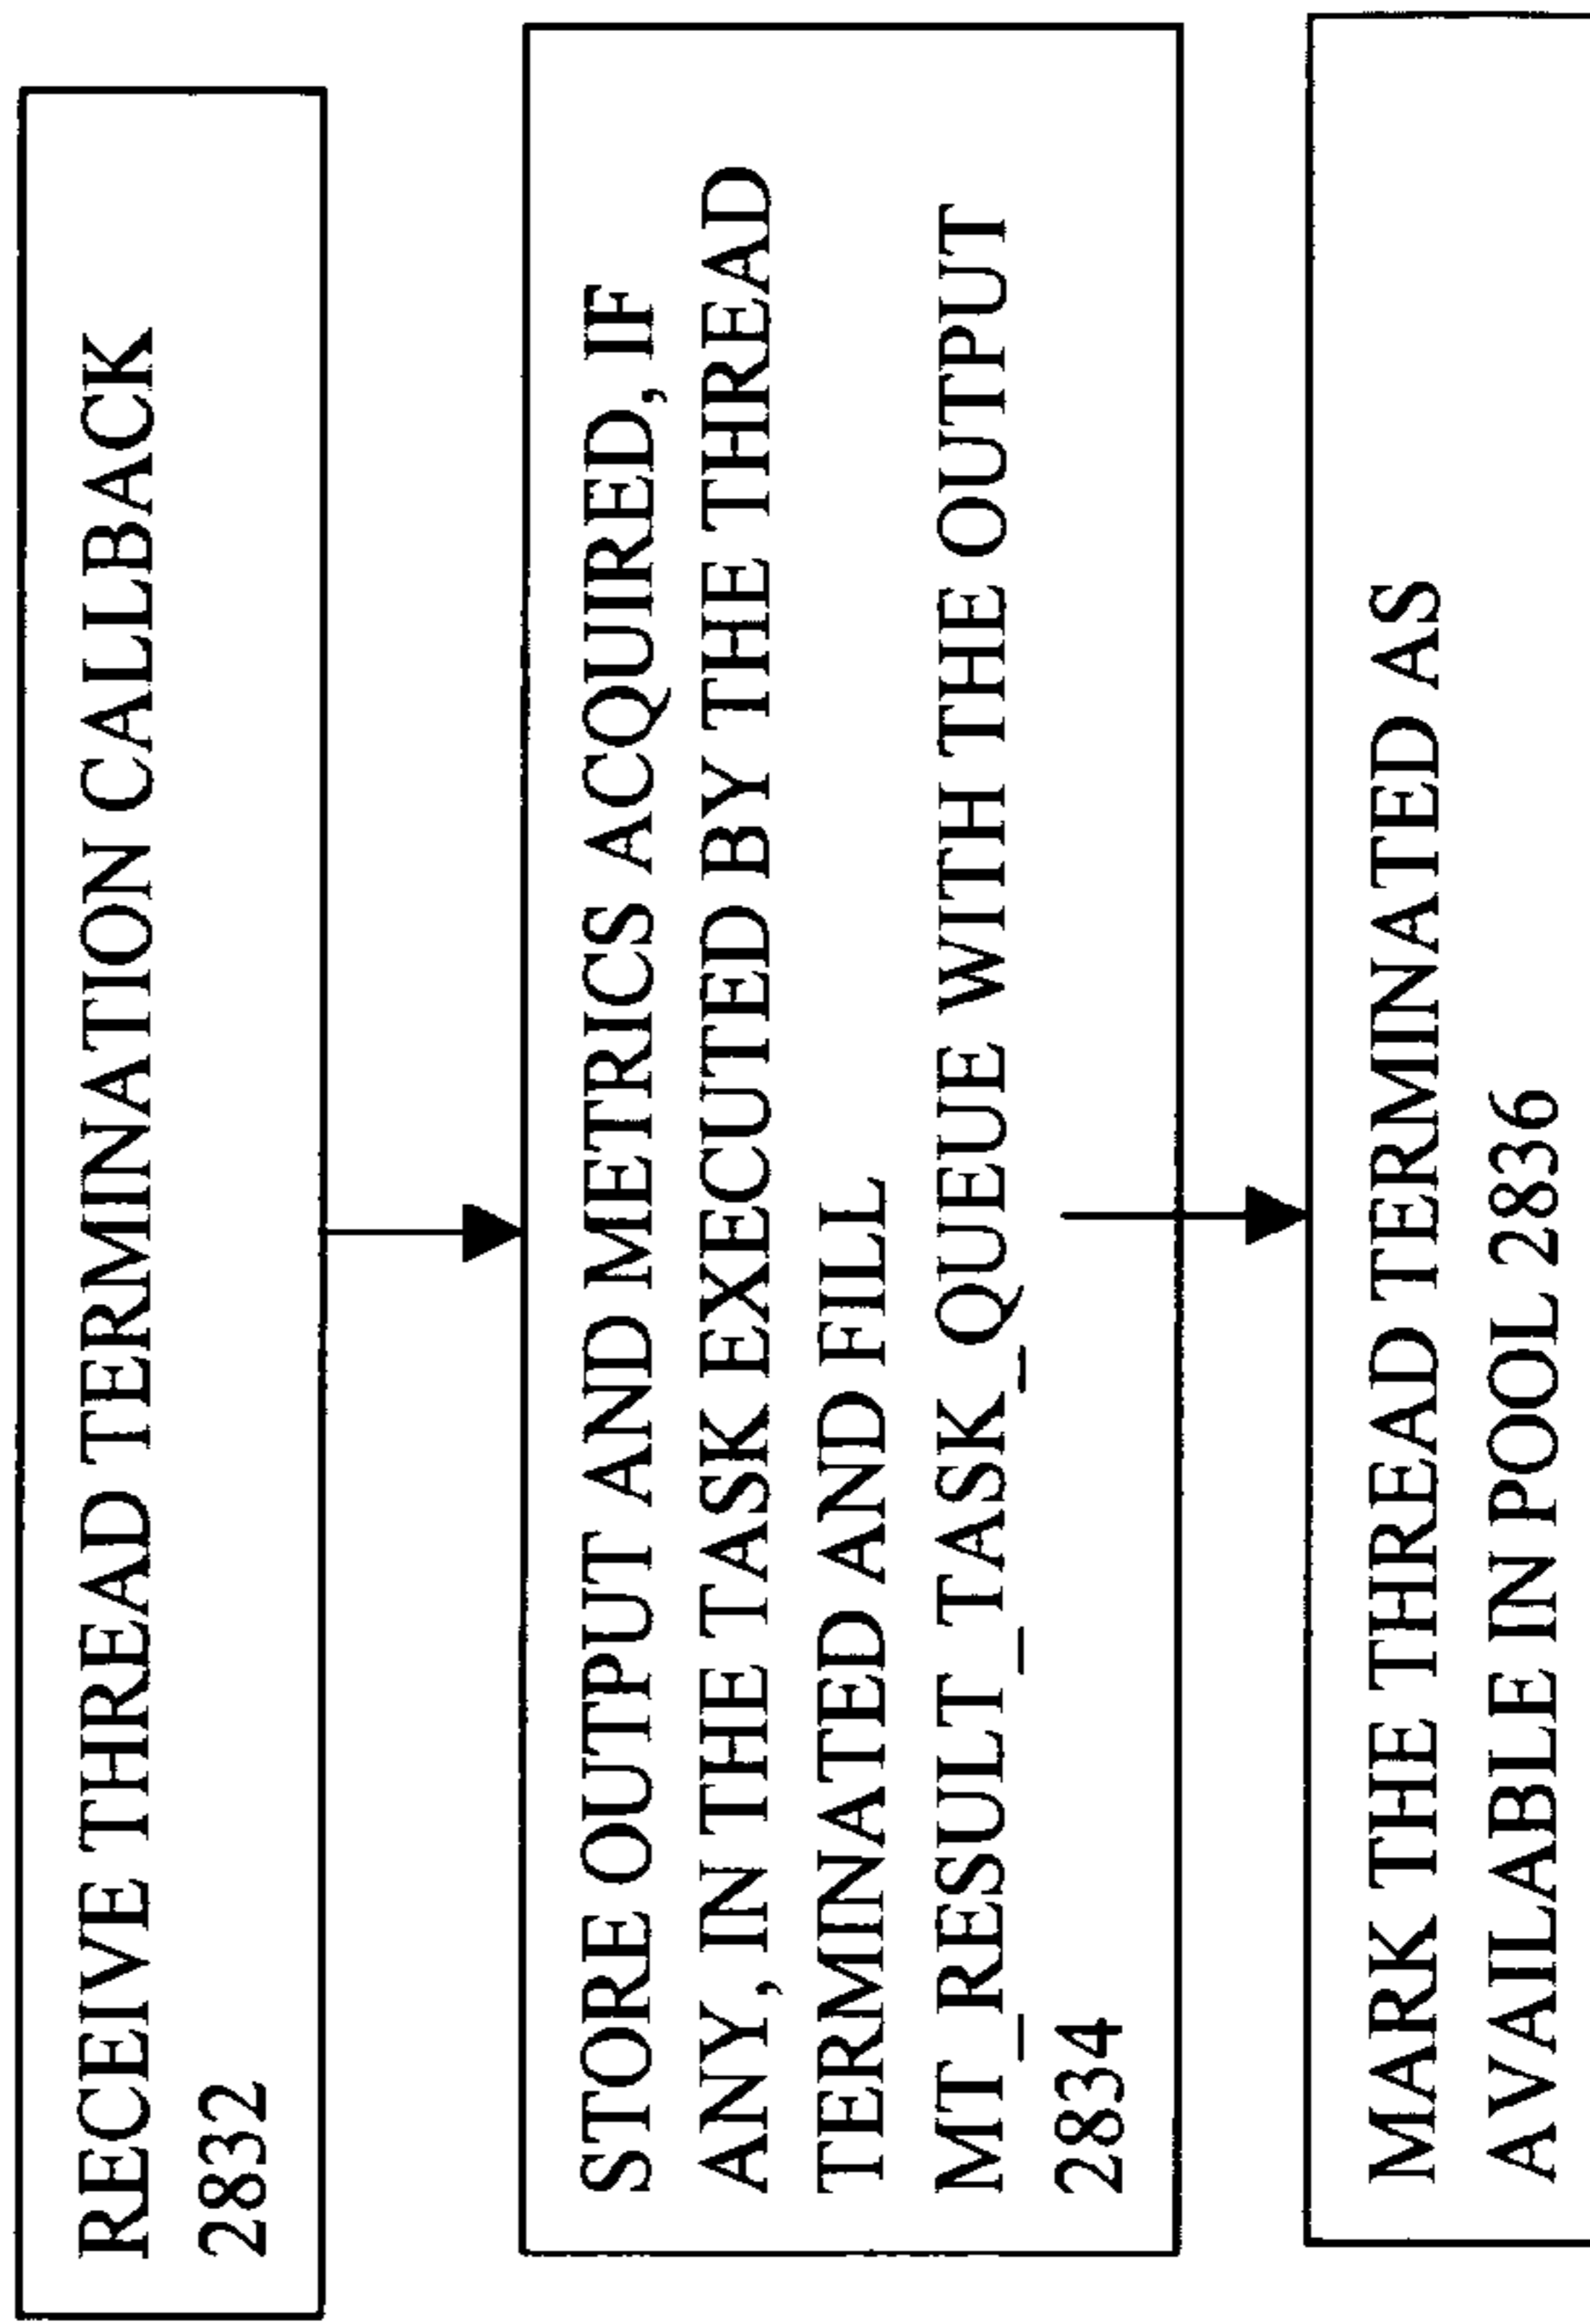 RECEIVE THREAD TERMINATION CALLBACK
2832
STORE OUTPUT AND METRICS ACQUIRED, IF
ANY, IN THE TASK EXECUTED BY THE THREAD
TERMINATED AND FILL
MT_RESULT_TASK_QUEUE WITH THE OUTPUT
2834
MARK THE THREAD TERMINATED AS
AVAILABLE IN POOL 2836